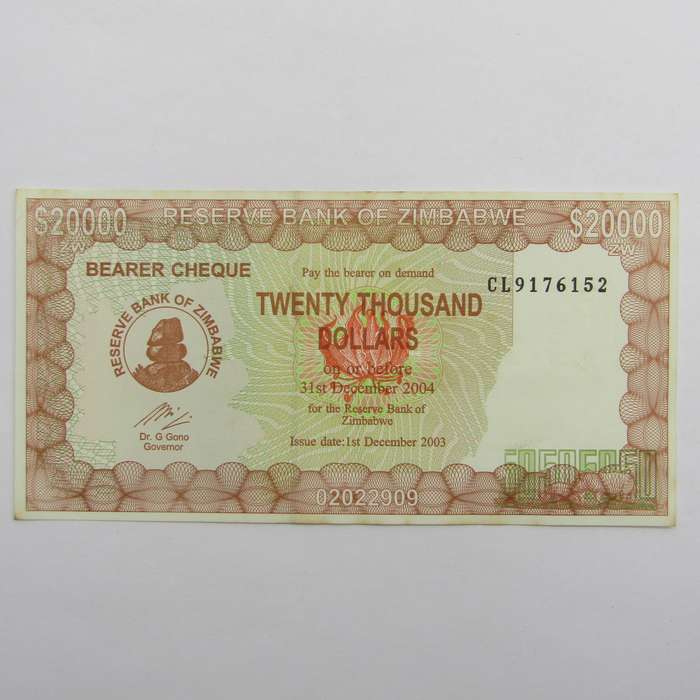 $20000 RESERVE BANK OF ZIMBABWE $20000
ZW ZW
BEARER CHEQUE
Pay the bearer on demand
CL9176152
TWENTY THOUSAND
DOLLARS
RESERVE BANK OF ZIMBABWE
on or before
31st December 2004
for the Reserve Bank of
Zimbabwe
Dr. G Gono
Governor
Issue date:1st December 2003
02022909